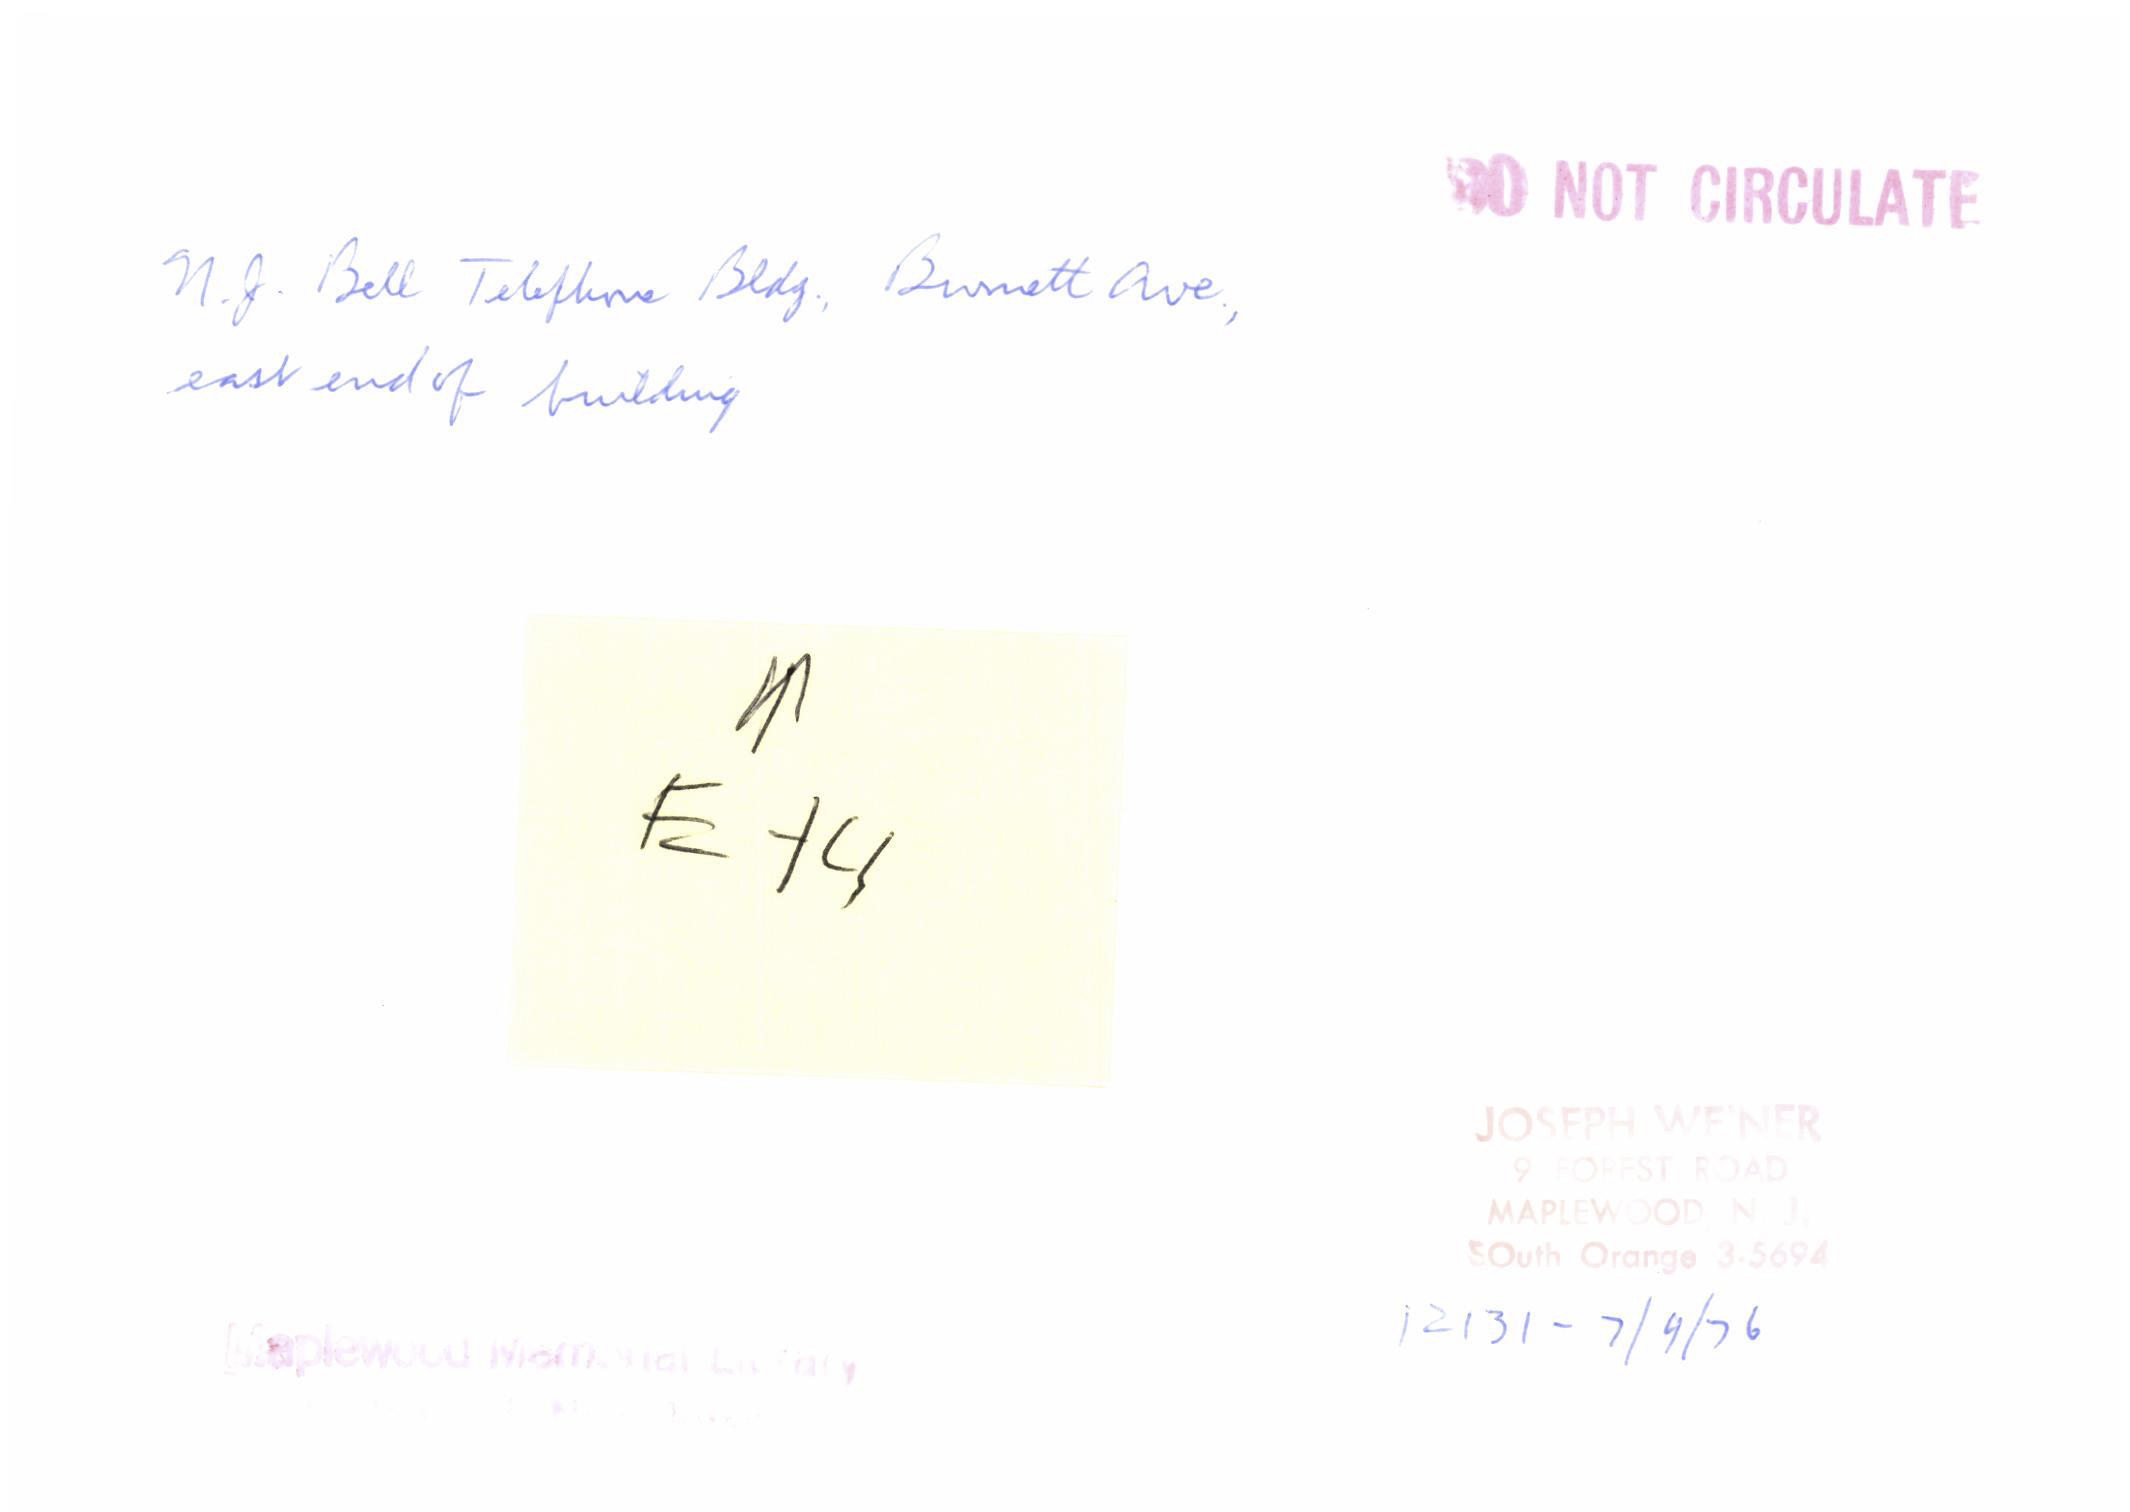 DO NOT CIRCULATE
N.J. Bell Telephone Bldg., Burnett Ave.,
east end of building
M
E +4
JOSEPH WEINER
9 FOREST ROAD
MAPLEWOOD, N. J.
SOuth Orange 3-5694
12131 - 7/9/76
Maplewood Memorial Library